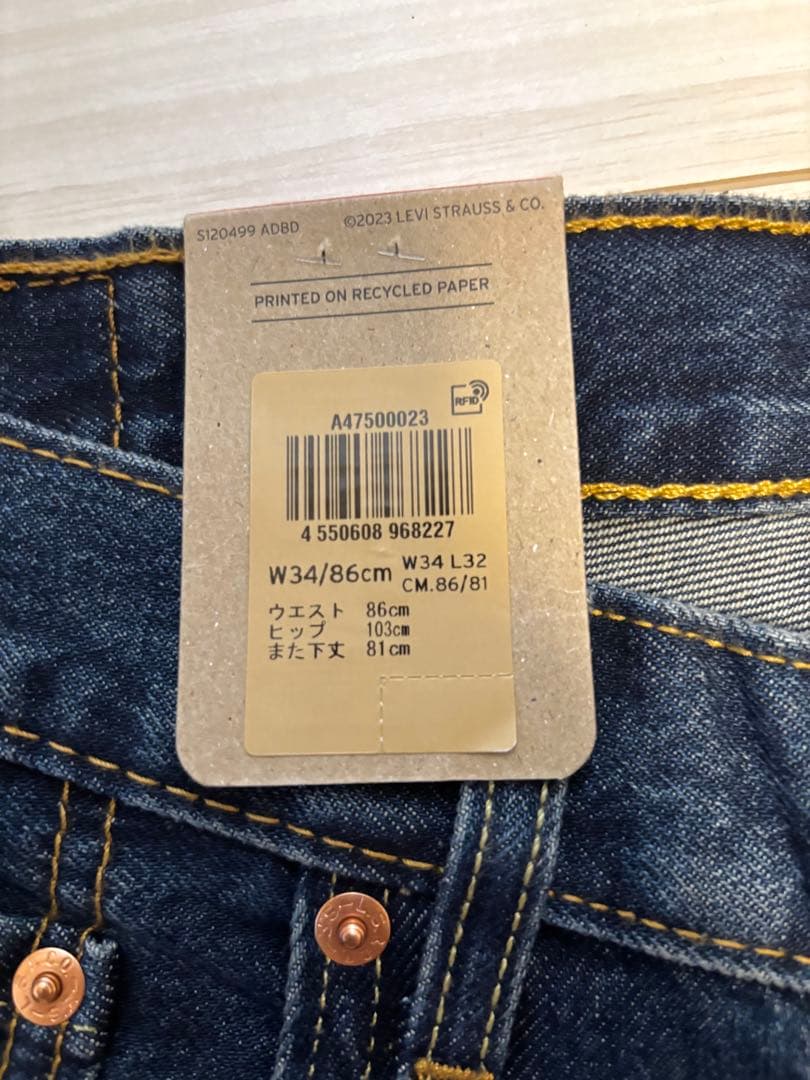 S120499 ADBD
©2023 LEVI STRAUSS & CO.
PRINTED ON RECYCLED PAPER
RFID
A47500023
4 550608 968227
W34/86cm
W34 L32
CM.86/81
ウエスト 86cm
ヒップ 103cm
また下丈 81cm